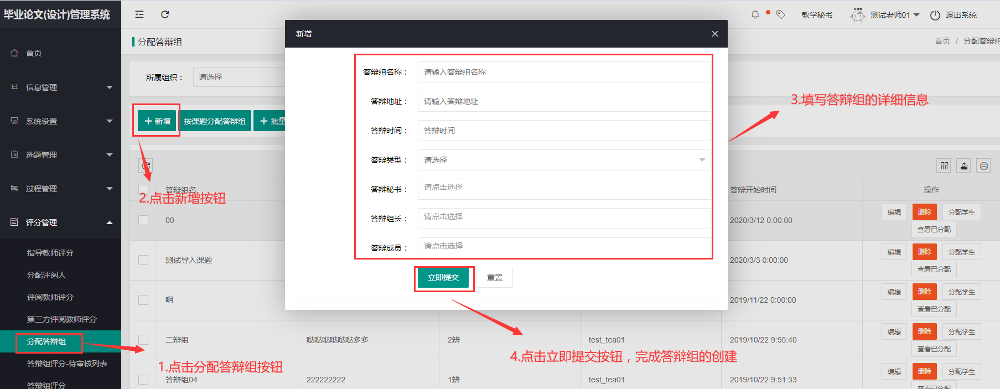 毕业论文(设计)管理系统
教学秘书
测试老师01
退出系统
首页
信息管理
系统设置
选题管理
过程管理
评分管理
指导教师评分
分配评阅人
评阅教师评分
第三方评阅教师评分
分配答辩组
答辩组评分-待审核列表
答辩组评分
分配答辩组
首页 / 分配答辩组
所属组织：
请选择
新增
按课题分配答辩组
批量
2.点击新增按钮
1.点击分配答辩组按钮
新增
答辩组名称：
请输入答辩组名称
答辩地址：
请输入答辩地址
答辩时间：
答辩时间
答辩类型：
请选择
答辩秘书：
请点击选择
答辩组长：
请点击选择
答辩成员：
请点击选择
立即提交
重置
3.填写答辩组的详细信息
4.点击立即提交按钮，完成答辩组的创建
答辩组名
答辩开始时间
操作
00
2020/3/12 0:00:00
编辑
删除
分配学生
查看已分配
测试导入课题
2020/3/3 0:00:00
编辑
删除
分配学生
查看已分配
啊
2019/11/22 0:00:00
编辑
删除
分配学生
查看已分配
二辩组
哒哒哒哒哒哒多多
2辨
test_tea01
2019/10/22 9:55:40
编辑
删除
分配学生
查看已分配
答辩组04
222222222
1辨
test_tea01
2019/10/22 9:51:33
编辑
删除
分配学生
查看已分配